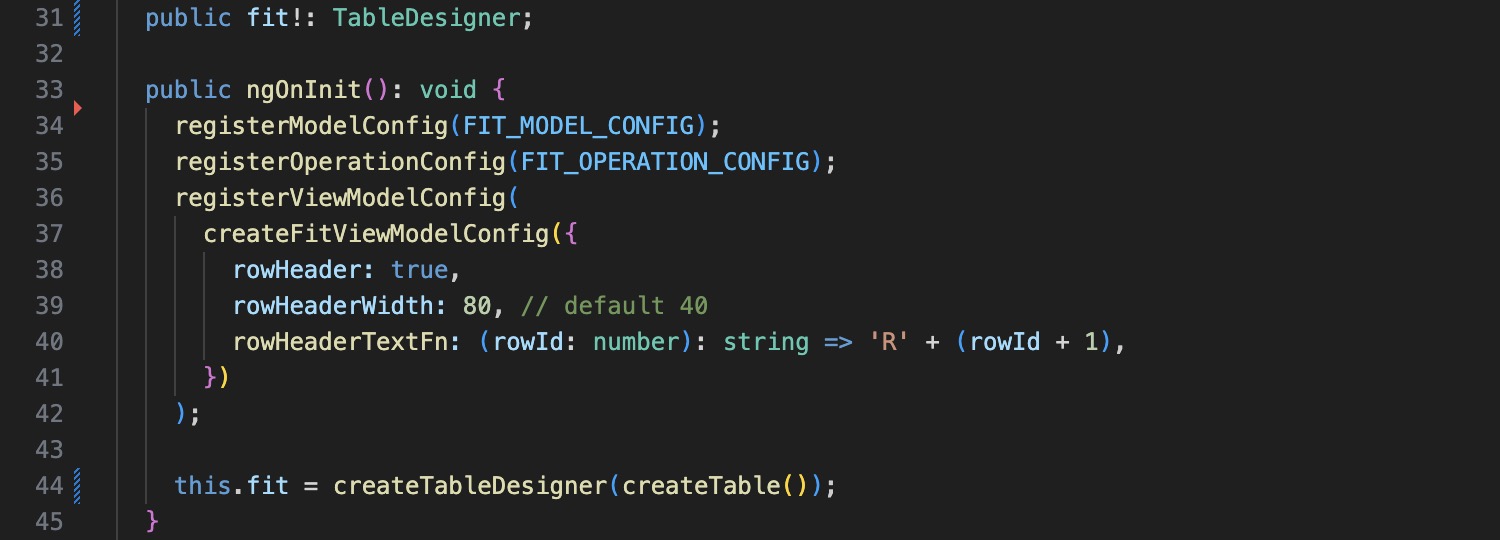 31 public fit!: TableDesigner;
32
33 public ngOnInit(): void {
34 registerModelConfig(FIT_MODEL_CONFIG);
35 registerOperationConfig(FIT_OPERATION_CONFIG);
36 registerViewModelConfig(
37 createFitViewModelConfig({
38 rowHeader: true,
39 rowHeaderWidth: 80, // default 40
40 rowHeaderTextFn: (rowId: number): string => 'R' + (rowId + 1),
41 })
42 );
43
44 this.fit = createTableDesigner(createTable());
45 }